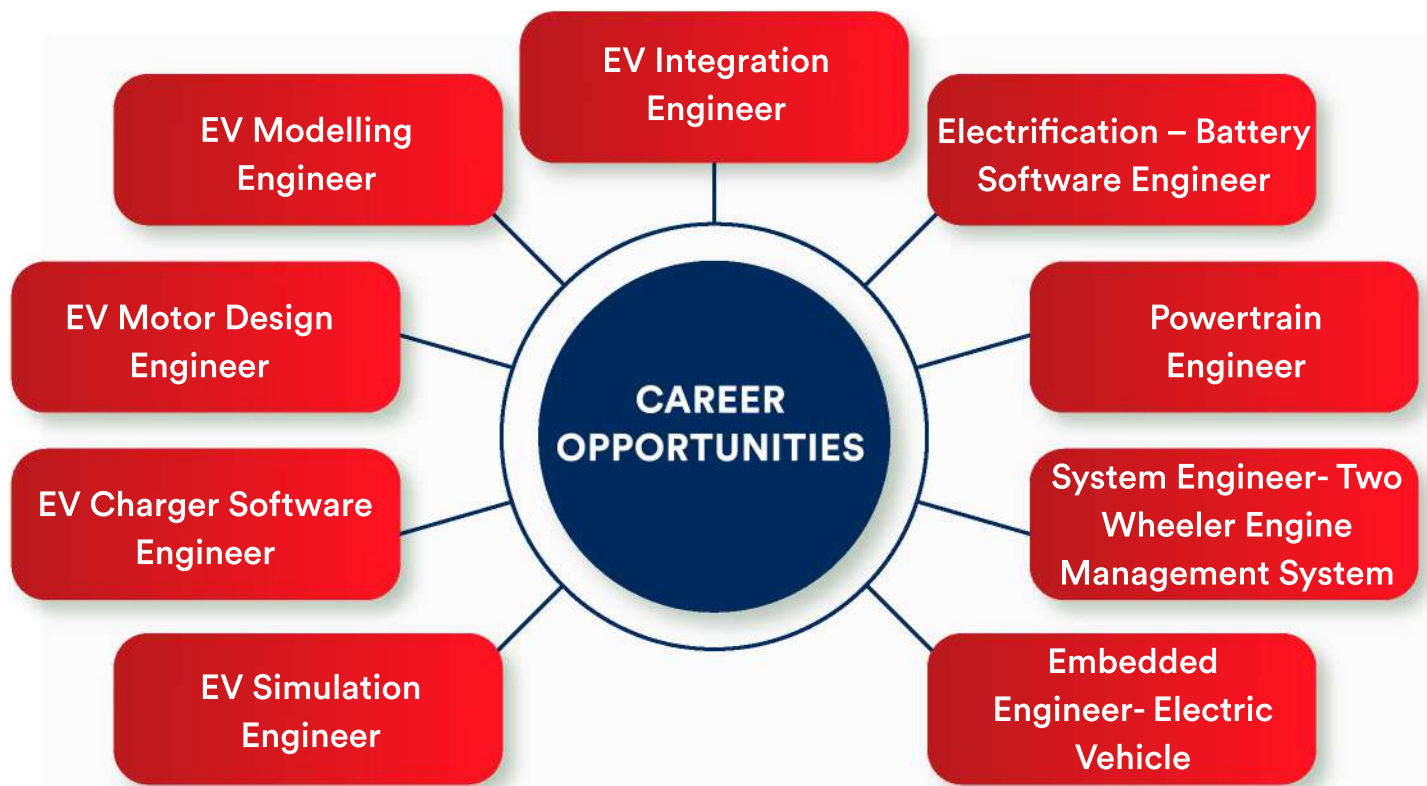 EV Integration
Engineer
EV Modelling
Engineer
Electrification – Battery
Software Engineer
EV Motor Design
Engineer
Powertrain
Engineer
CAREER
OPPORTUNITIES
EV Charger Software
Engineer
System Engineer- Two
Wheeler Engine
Management System
EV Simulation
Engineer
Embedded
Engineer- Electric
Vehicle